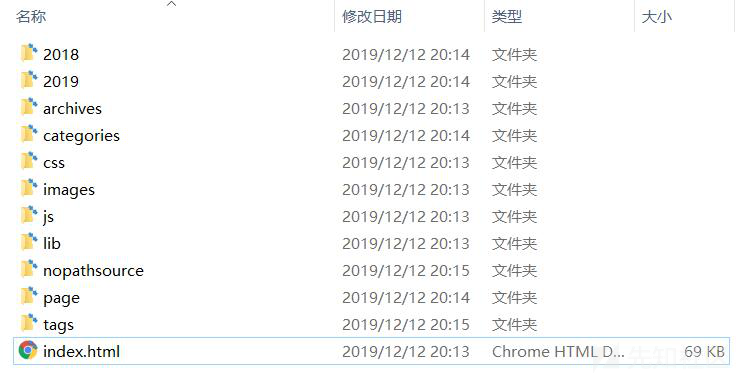 名称 修改日期 类型 大小
2018 2019/12/12 20:14 文件夹
2019 2019/12/12 20:14 文件夹
archives 2019/12/12 20:13 文件夹
categories 2019/12/12 20:14 文件夹
css 2019/12/12 20:13 文件夹
images 2019/12/12 20:13 文件夹
js 2019/12/12 20:13 文件夹
lib 2019/12/12 20:13 文件夹
nopathsource 2019/12/12 20:15 文件夹
page 2019/12/12 20:14 文件夹
tags 2019/12/12 20:15 文件夹
index.html 2019/12/12 20:13 Chrome HTML D... 69 KB